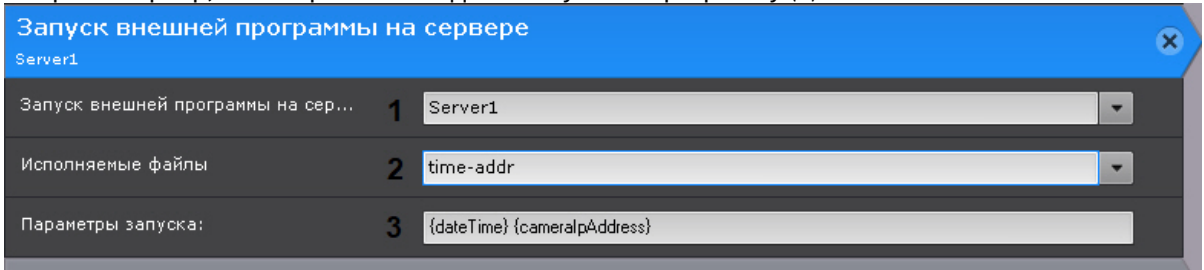 Запуск внешней программы на сервере
Server1
Запуск внешней программы на сер... 1 Server1
Исполняемые файлы 2 time-addr
Параметры запуска: 3 {dateTime} {cameraIpAddress}